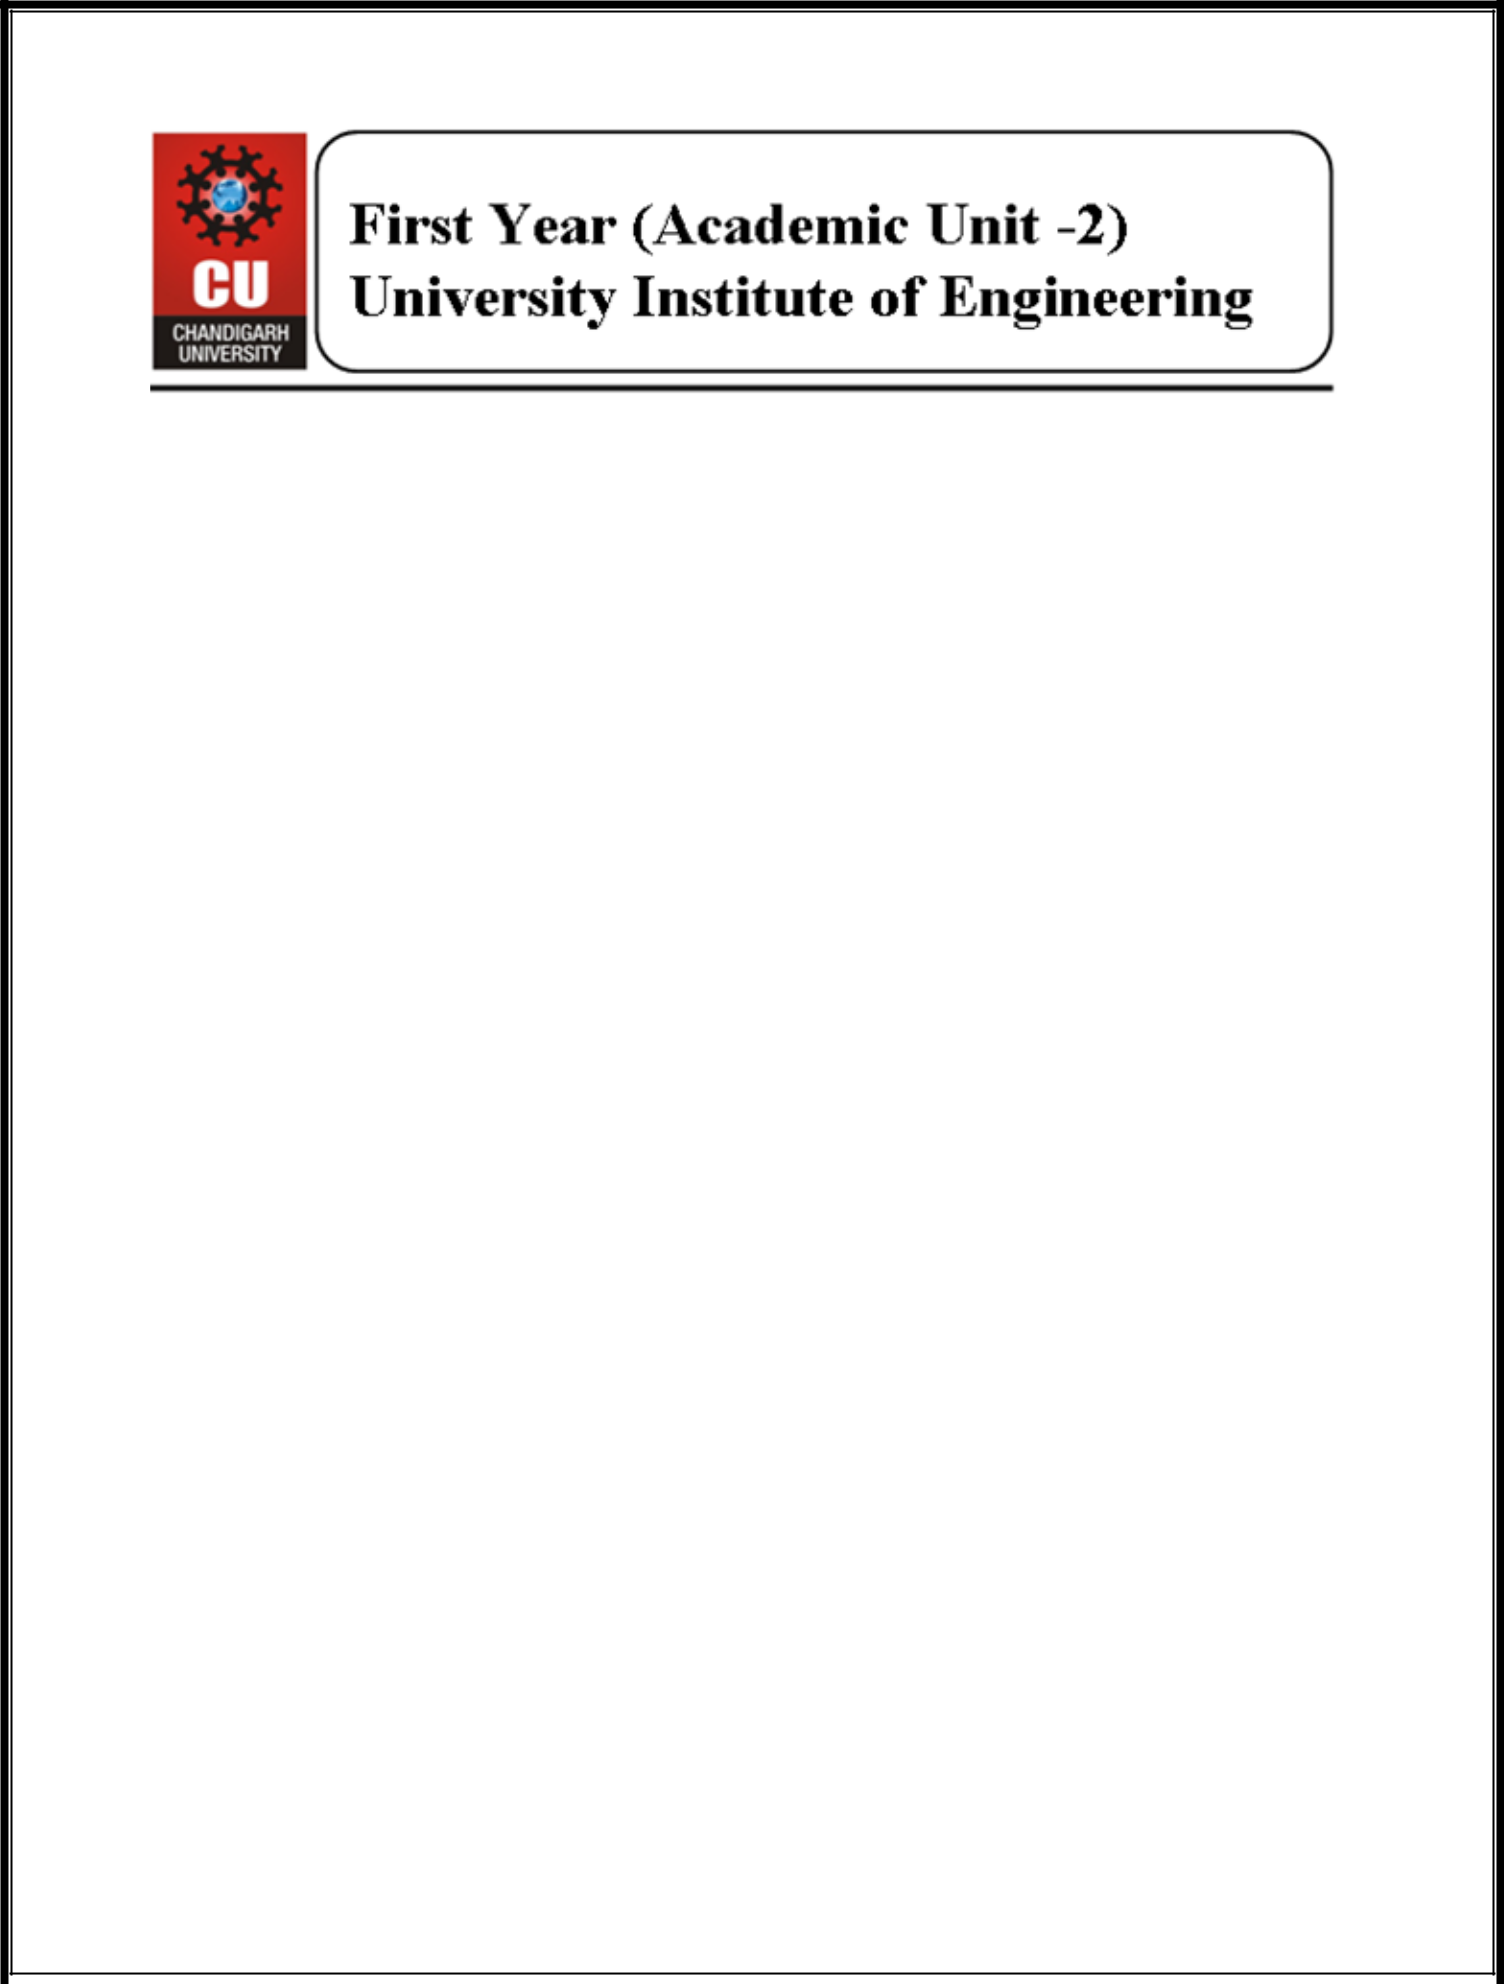 First Year (Academic Unit -2)
University Institute of Engineering
CU
CHANDIGARH
UNIVERSITY